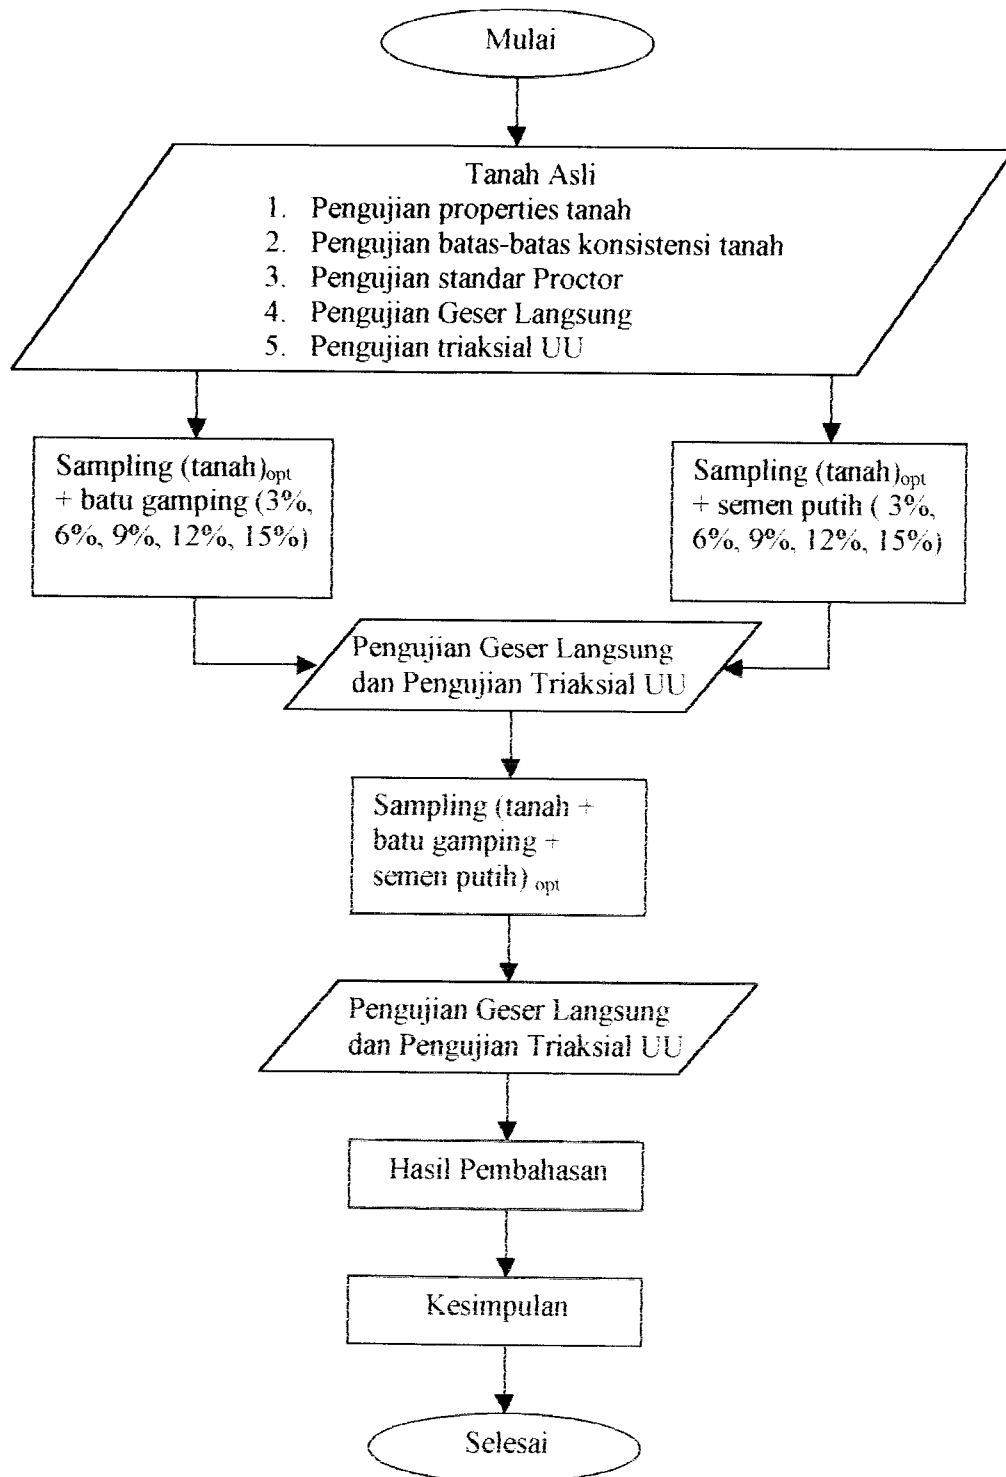 Mulai
Tanah Asli
1. Pengujian properties tanah
2. Pengujian batas-batas konsistensi tanah
3. Pengujian standar Proctor
4. Pengujian Geser Langsung
5. Pengujian triaksial UU
Sampling (tanah)opt
+ batu gamping (3%,
6%, 9%, 12%, 15%)
Sampling (tanah)opt
+ semen putih ( 3%,
6%, 9%, 12%, 15%)
Pengujian Geser Langsung
dan Pengujian Triaksial UU
Sampling (tanah +
batu gamping +
semen putih) opt
Pengujian Geser Langsung
dan Pengujian Triaksial UU
Hasil Pembahasan
Kesimpulan
Selesai